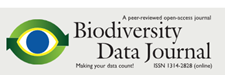 A peer-reviewed open-access journal
Biodiversity
Data Journal
Making your data count!
ISSN 1314-2828 (online)